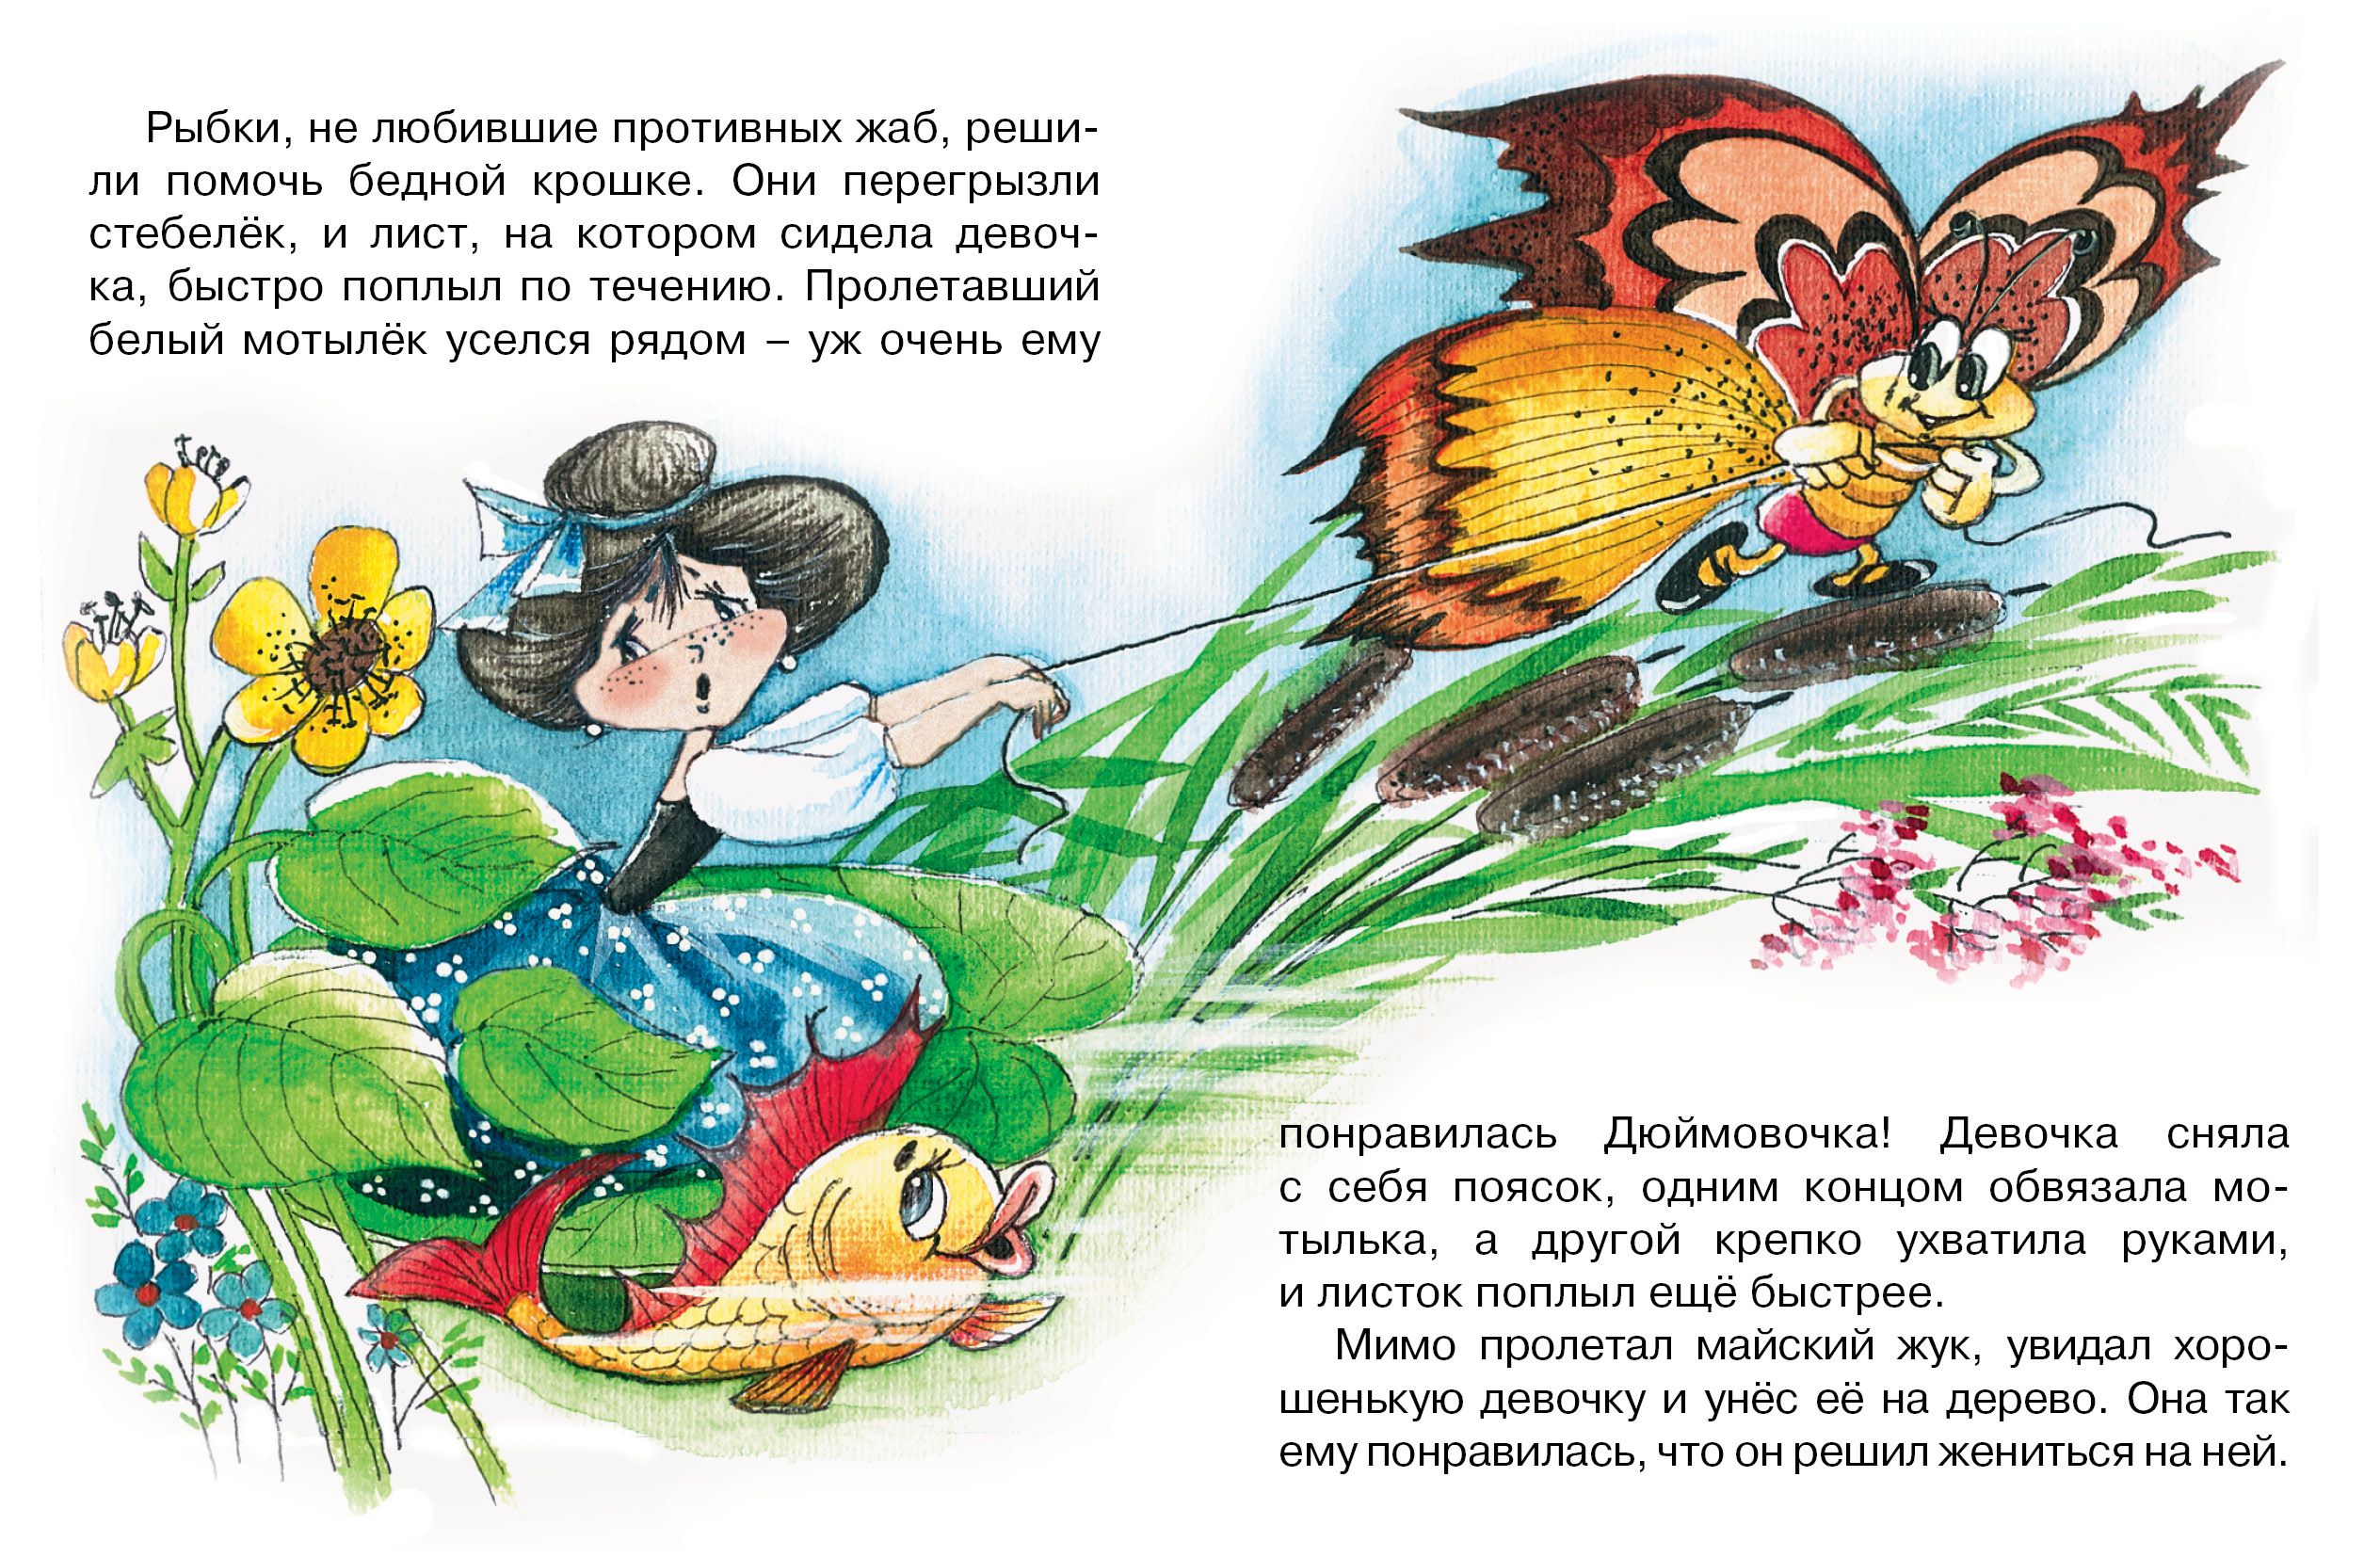 Рыбки, не любившие противных жаб, реши-
ли помочь бедной крошке. Они перегрызли
стебелёк, и лист, на котором сидела девоч-
ка, быстро поплыл по течению. Пролетавший
белый мотылёк уселся рядом – уж очень ему
понравилась Дюймовочка! Девочка сняла
с себя поясок, одним концом обвязала мо-
тылька, а другой крепко ухватила руками,
и листок поплыл ещё быстрее.
Мимо пролетал майский жук, увидал хоро-
шенькую девочку и унёс её на дерево. Она так
ему понравилась, что он решил жениться на ней.